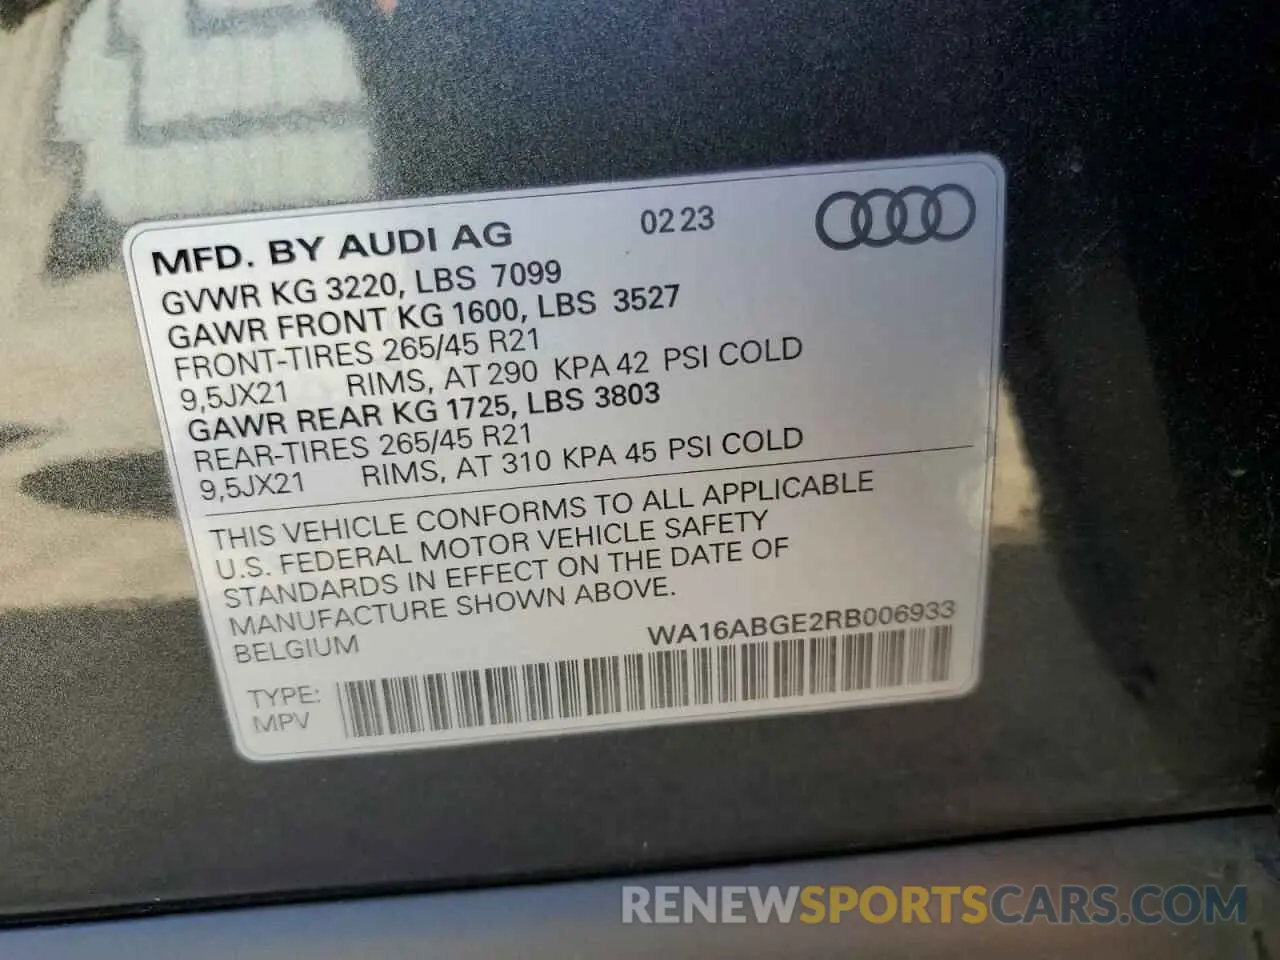 MFD. BY AUDI AG 02 23
GVWR KG 3220, LBS 7099
GAWR FRONT KG 1600, LBS 3527
FRONT-TIRES 265/45 R21
9,5JX21 RIMS, AT 290 KPA 42 PSI COLD
GAWR REAR KG 1725, LBS 3803
REAR-TIRES 265/45 R21
9,5JX21 RIMS, AT 310 KPA 45 PSI COLD
THIS VEHICLE CONFORMS TO ALL APPLICABLE
U.S. FEDERAL MOTOR VEHICLE SAFETY
STANDARDS IN EFFECT ON THE DATE OF
MANUFACTURE SHOWN ABOVE.
BELGIUM WA16ABGE2RB006933
TYPE:
MPV
RENEWSPORTSCARS.COM